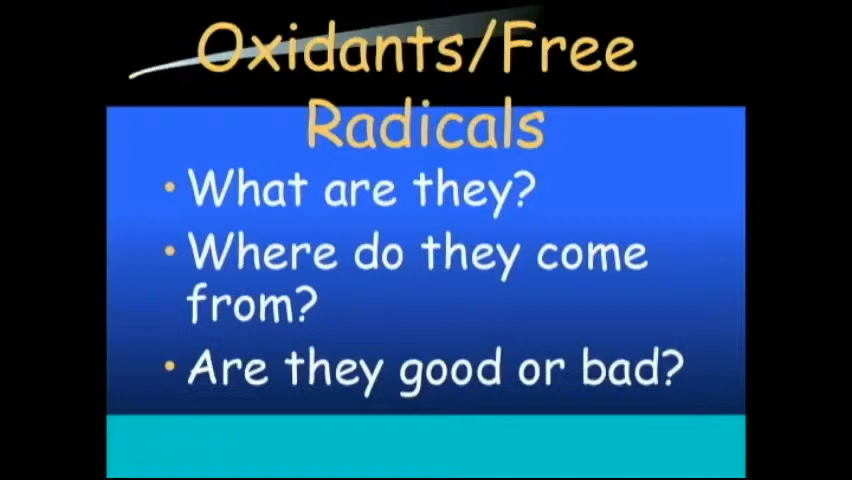 Oxidants/Free
Radicals
• What are they?
• Where do they come
from?
• Are they good or bad?